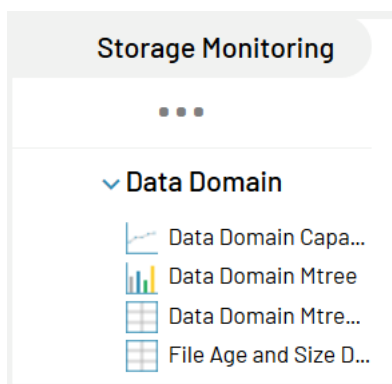 Storage Monitoring
Data Domain
Data Domain Capa...
Data Domain Mtree
Data Domain Mtre...
File Age and Size D...